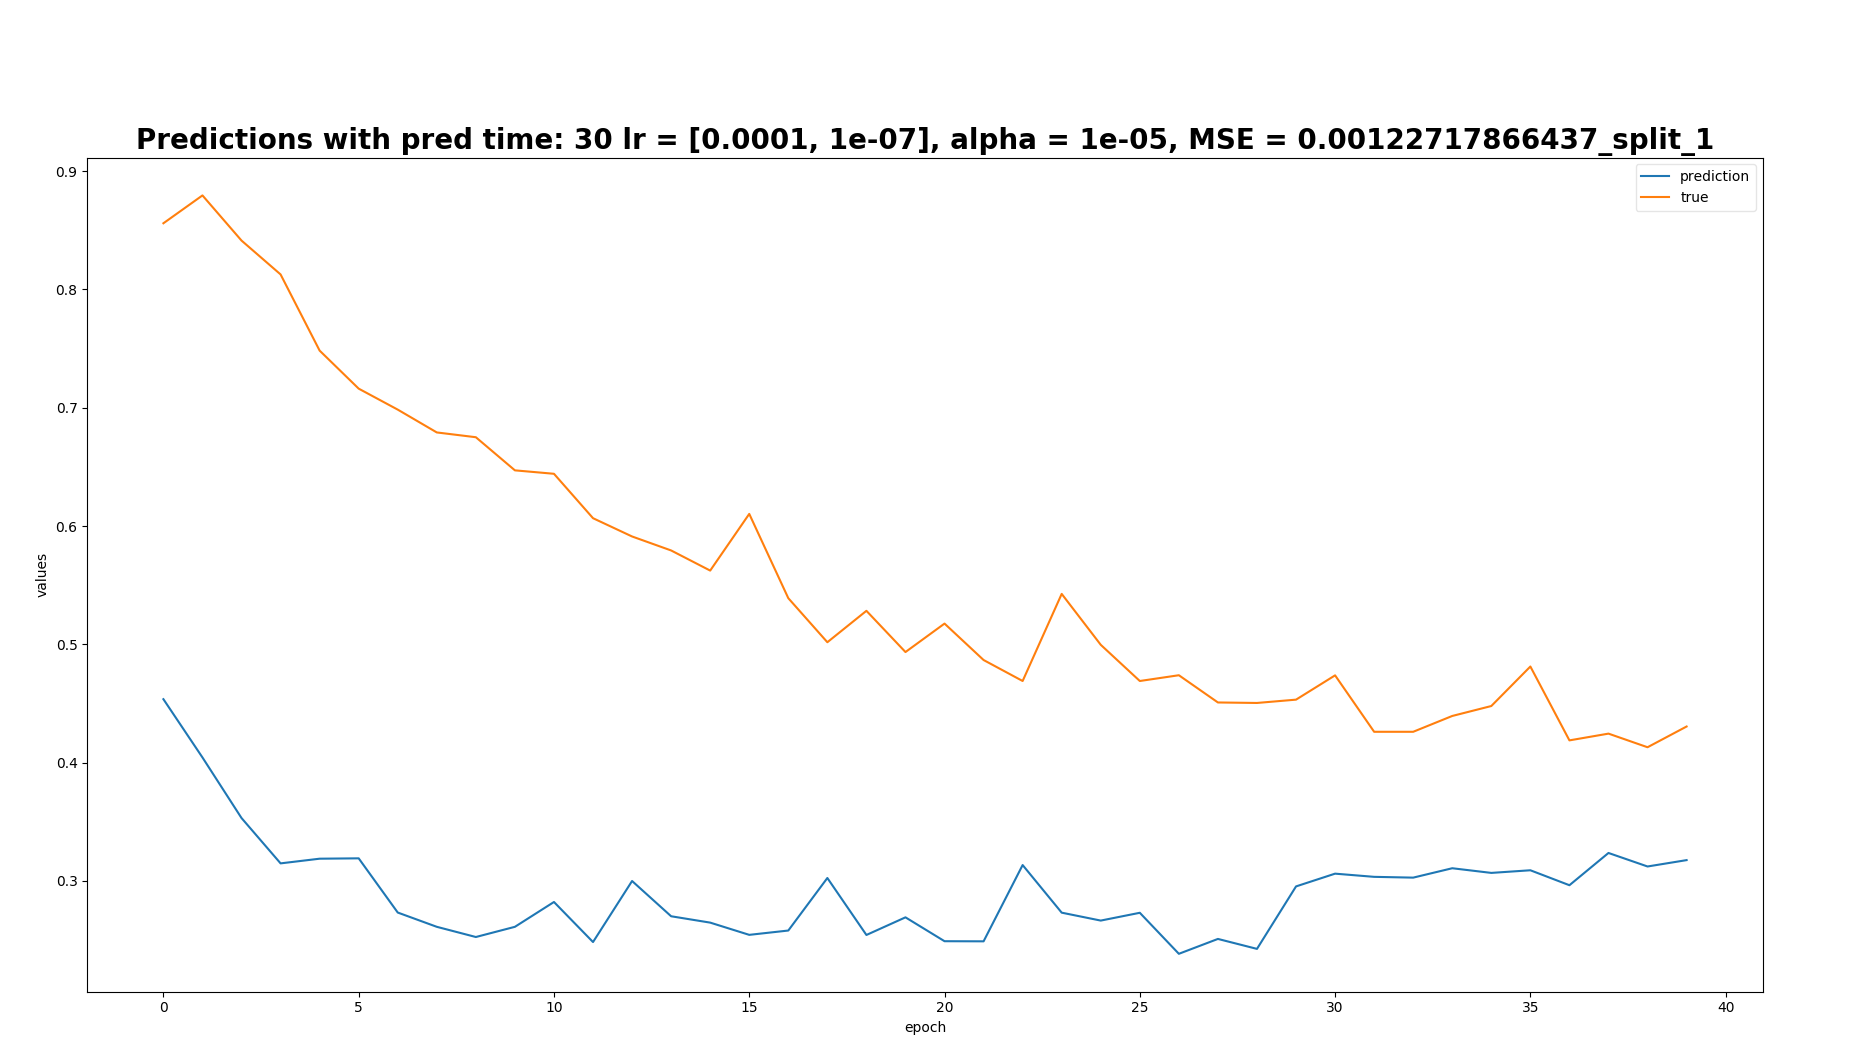 Predictions with pred time: 30 lr = [0.0001, 1e-07], alpha = 1e-05, MSE = 0.00122717866437_split_1
prediction
true
0.9
0.8
0.7
0.6
0.5
0.4
0.3
values
0 5 10 15 20 25 30 35 40
epoch